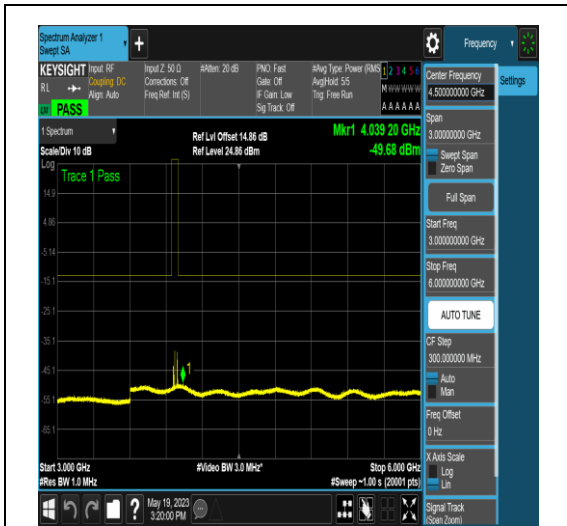 Spectrum Analyzer 1
Swept SA
+
Frequency
KEYSIGHT
RL
PASS
Input: RF
Coupling: DC
Align: Auto
Input Z: 50 Ω
Corrections: Off
Freq Ref: Int (S)
#Atten: 20 dB
PNO: Fast
Gate: Off
IF Gain: Low
Sig Track: Off
#Avg Type: Power (RMS)
Avg|Hold: 5/5
Trig: Free Run
1 2 3 4 5 6
M W W W W W
A A A A A A
Center Frequency
4.500000000 GHz
Settings
Span
3.00000000 GHz
Swept Span
Zero Span
Full Span
Start Freq
3.000000000 GHz
Stop Freq
6.000000000 GHz
AUTO TUNE
CF Step
300.000000 MHz
Auto
Man
Freq Offset
0 Hz
X Axis Scale
Log
Lin
Signal Track
(Span Zoom)
1 Spectrum
Scale/Div 10 dB
Ref Lvl Offset 14.86 dB
Ref Level 24.86 dBm
Mkr1 4.039 20 GHz
-49.68 dBm
Log
Trace 1 Pass
14.9
4.86
-5.14
-15.1
-25.1
-35.1
-45.1
-55.1
-65.1
1
Start 3.000 GHz
#Res BW 1.0 MHz
#Video BW 3.0 MHz*
Stop 6.000 GHz
#Sweep ~1.00 s (20001 pts)
?
May 19, 2023
3:20:00 PM